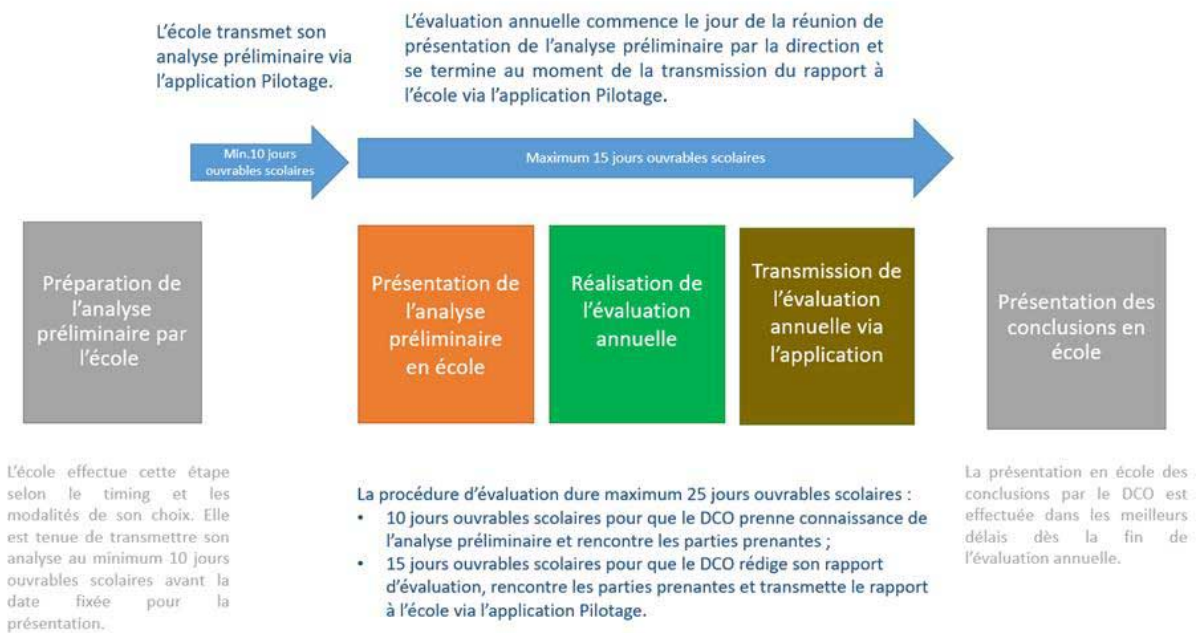 L'école transmet son
analyse préliminaire via
l'application Pilotage.
L'évaluation annuelle commence le jour de la réunion de
présentation de l'analyse préliminaire par la direction et
se termine au moment de la transmission du rapport à
l'école via l'application Pilotage.
Min.10 jours
ouvrables scolaires
Maximum 15 jours ouvrables scolaires
Préparation de
l'analyse
préliminaire par
l'école
Présentation de
l'analyse
préliminaire
en école
Réalisation de
l'évaluation
annuelle
Transmission de
l'évaluation
annuelle via
l'application
Présentation des
conclusions en
école
L'école effectue cette étape
selon le timing et les
modalités de son choix. Elle
est tenue de transmettre son
analyse au minimum 10 jours
ouvrables scolaires avant la
date fixée pour la
présentation.
La procédure d'évaluation dure maximum 25 jours ouvrables scolaires :
• 10 jours ouvrables scolaires pour que le DCO prenne connaissance de
l'analyse préliminaire et rencontre les parties prenantes ;
• 15 jours ouvrables scolaires pour que le DCO rédige son rapport
d'évaluation, rencontre les parties prenantes et transmette le rapport
à l'école via l'application Pilotage.
La présentation en école des
conclusions par le DCO est
effectuée dans les meilleurs
délais dès la fin de
l'évaluation annuelle.